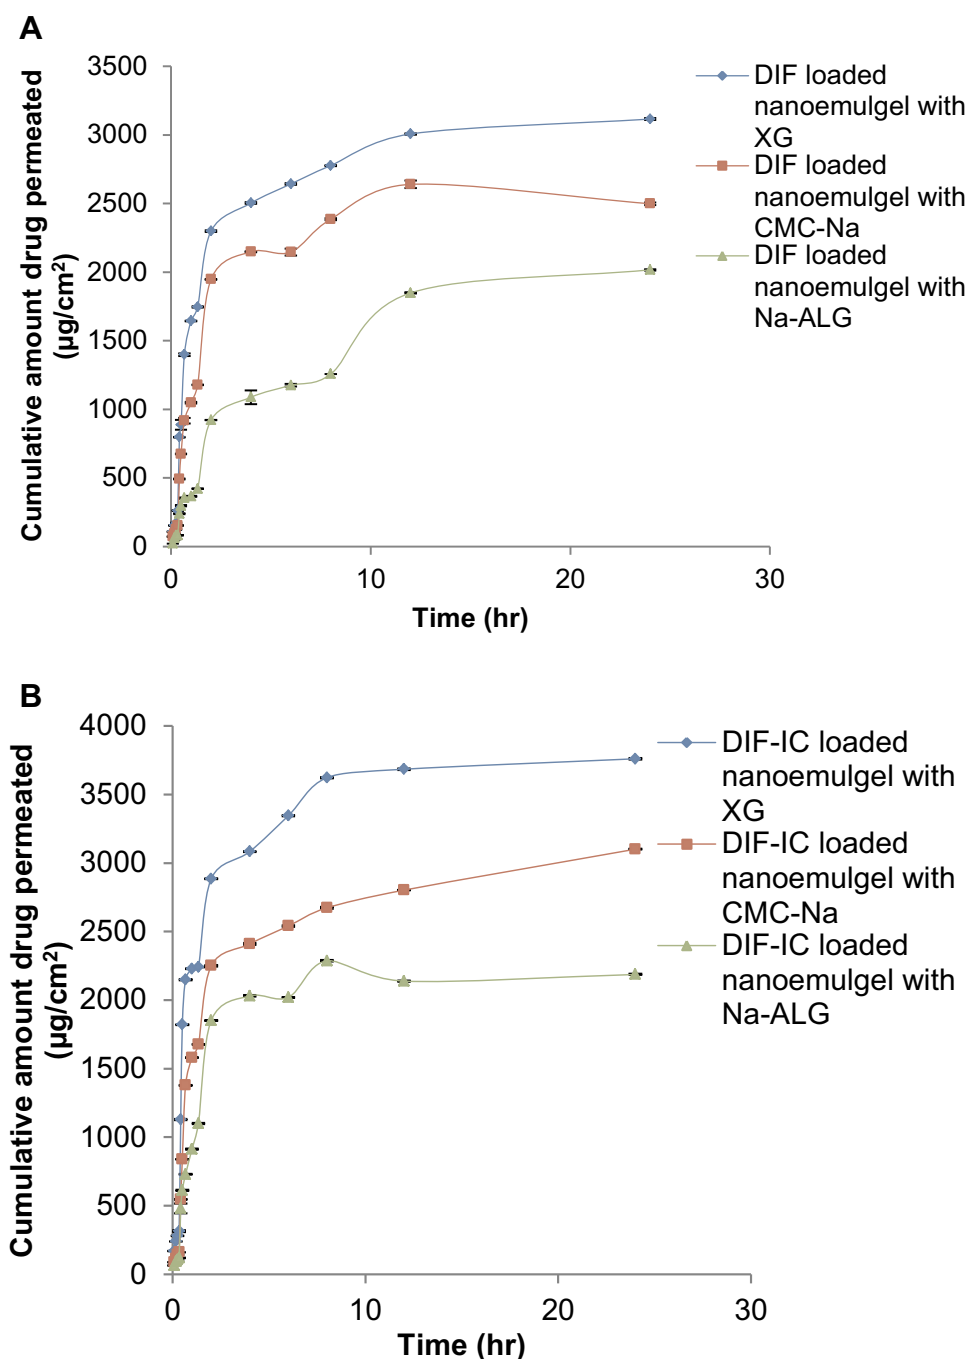 A
Cumulative amount drug permeated
(µg/cm²)
3500
3000
2500
2000
1500
1000
500
0
0
10
20
30
Time (hr)
DIF loaded
nanoemulgel with
XG
DIF loaded
nanoemulgel with
CMC-Na
DIF loaded
nanoemulgel with
Na-ALG
B
Cumulative amount drug permeated
(µg/cm²)
4000
3500
3000
2500
2000
1500
1000
500
0
0
10
20
30
Time (hr)
DIF-IC loaded
nanoemulgel with
XG
DIF-IC loaded
nanoemulgel with
CMC-Na
DIF-IC loaded
nanoemulgel with
Na-ALG